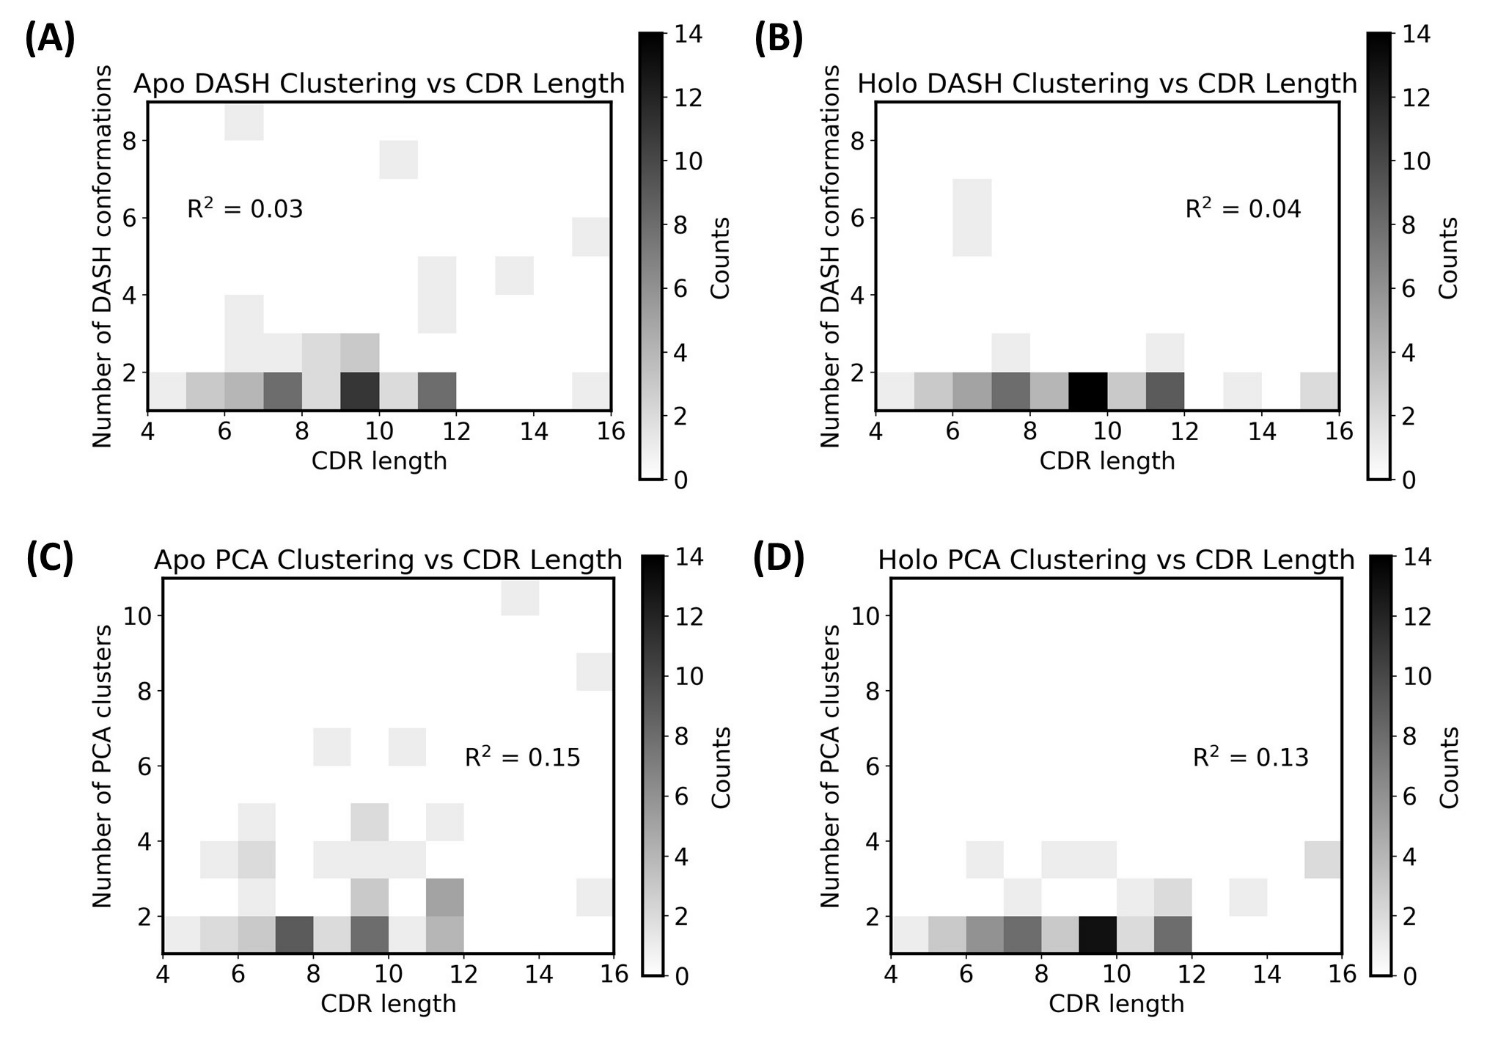 (A)
Apo DASH Clustering vs CDR Length
Number of DASH conformations
8
6
4
2
R² = 0.03
4 6 8 10 12 14 16
CDR length
14
12
10
8
6
4
2
0
Counts
(B)
Holo DASH Clustering vs CDR Length
Number of DASH conformations
8
6
4
2
R² = 0.04
4 6 8 10 12 14 16
CDR length
14
12
10
8
6
4
2
0
Counts
(C)
Apo PCA Clustering vs CDR Length
Number of PCA clusters
10
8
6
4
2
R² = 0.15
4 6 8 10 12 14 16
CDR length
14
12
10
8
6
4
2
0
Counts
(D)
Holo PCA Clustering vs CDR Length
Number of PCA clusters
10
8
6
4
2
R² = 0.13
4 6 8 10 12 14 16
CDR length
14
12
10
8
6
4
2
0
Counts